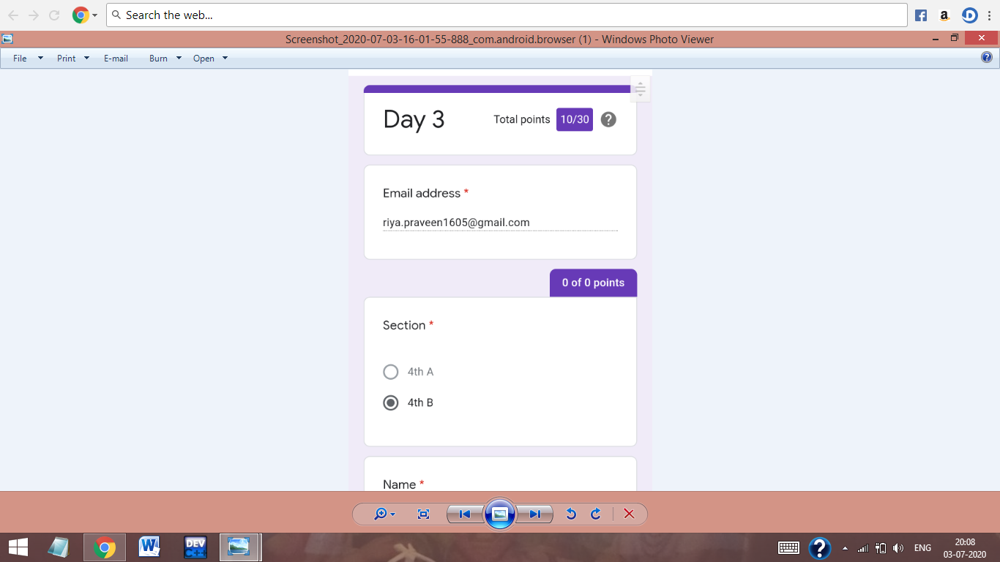 Search the web...
Screenshot_2020-07-03-16-01-55-888_com.android.browser (1) - Windows Photo Viewer
File Print E-mail Burn Open
Day 3 Total points 10/30
Email address *
riya.praveen1605@gmail.com
0 of 0 points
Section *
4th A
4th B
Name *
DEV
C++
ENG
20:08
03-07-2020